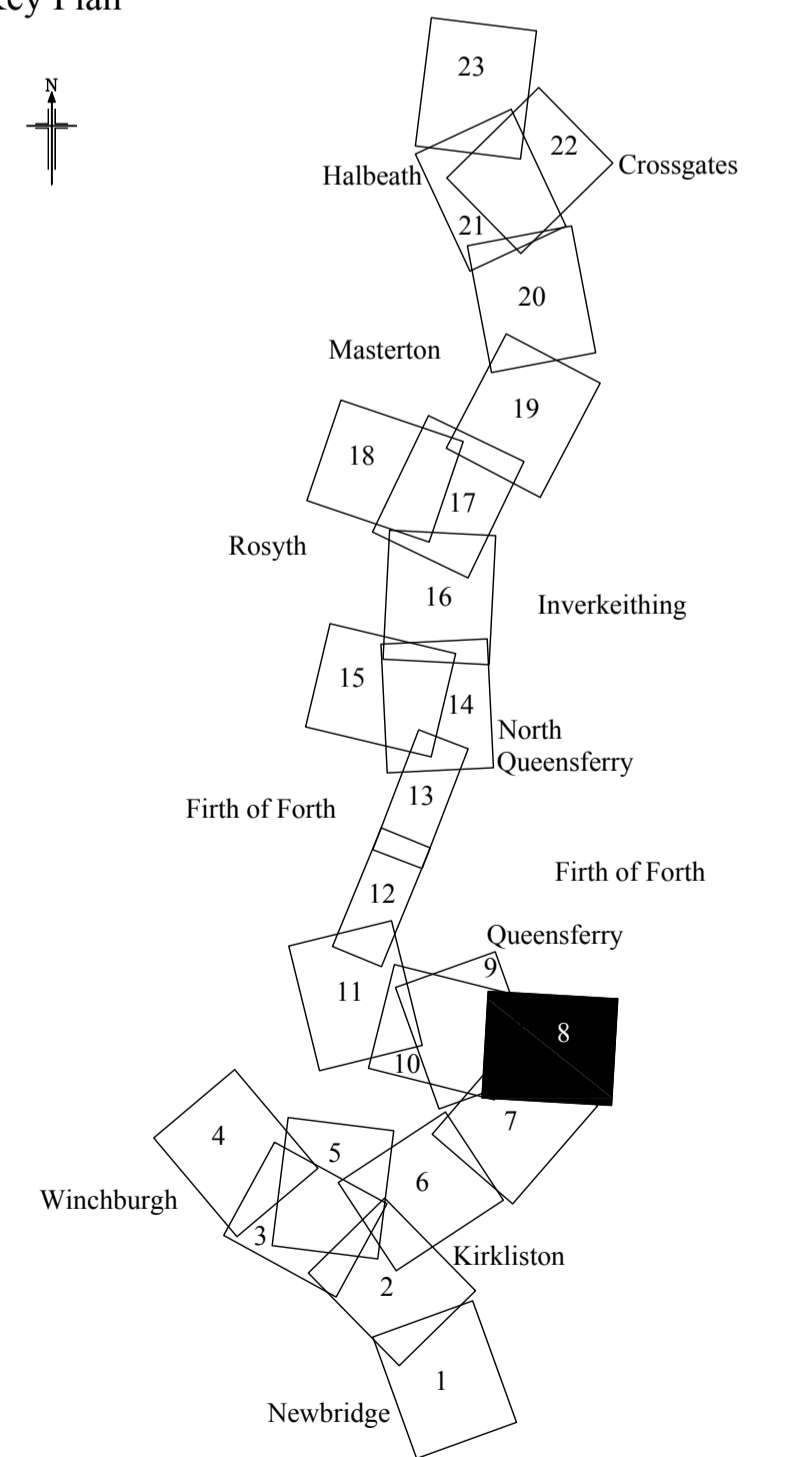 Key Plan
N
23
22
Halbeath
Crossgates
21
20
Masterton
19
18
17
Rosyth
16
Inverkeithing
15
14
North
Queensferry
13
Firth of Forth
12
Firth of Forth
Queensferry
9
11
8
10
7
4
5
6
Winchburgh
3
Kirkliston
2
1
Newbridge